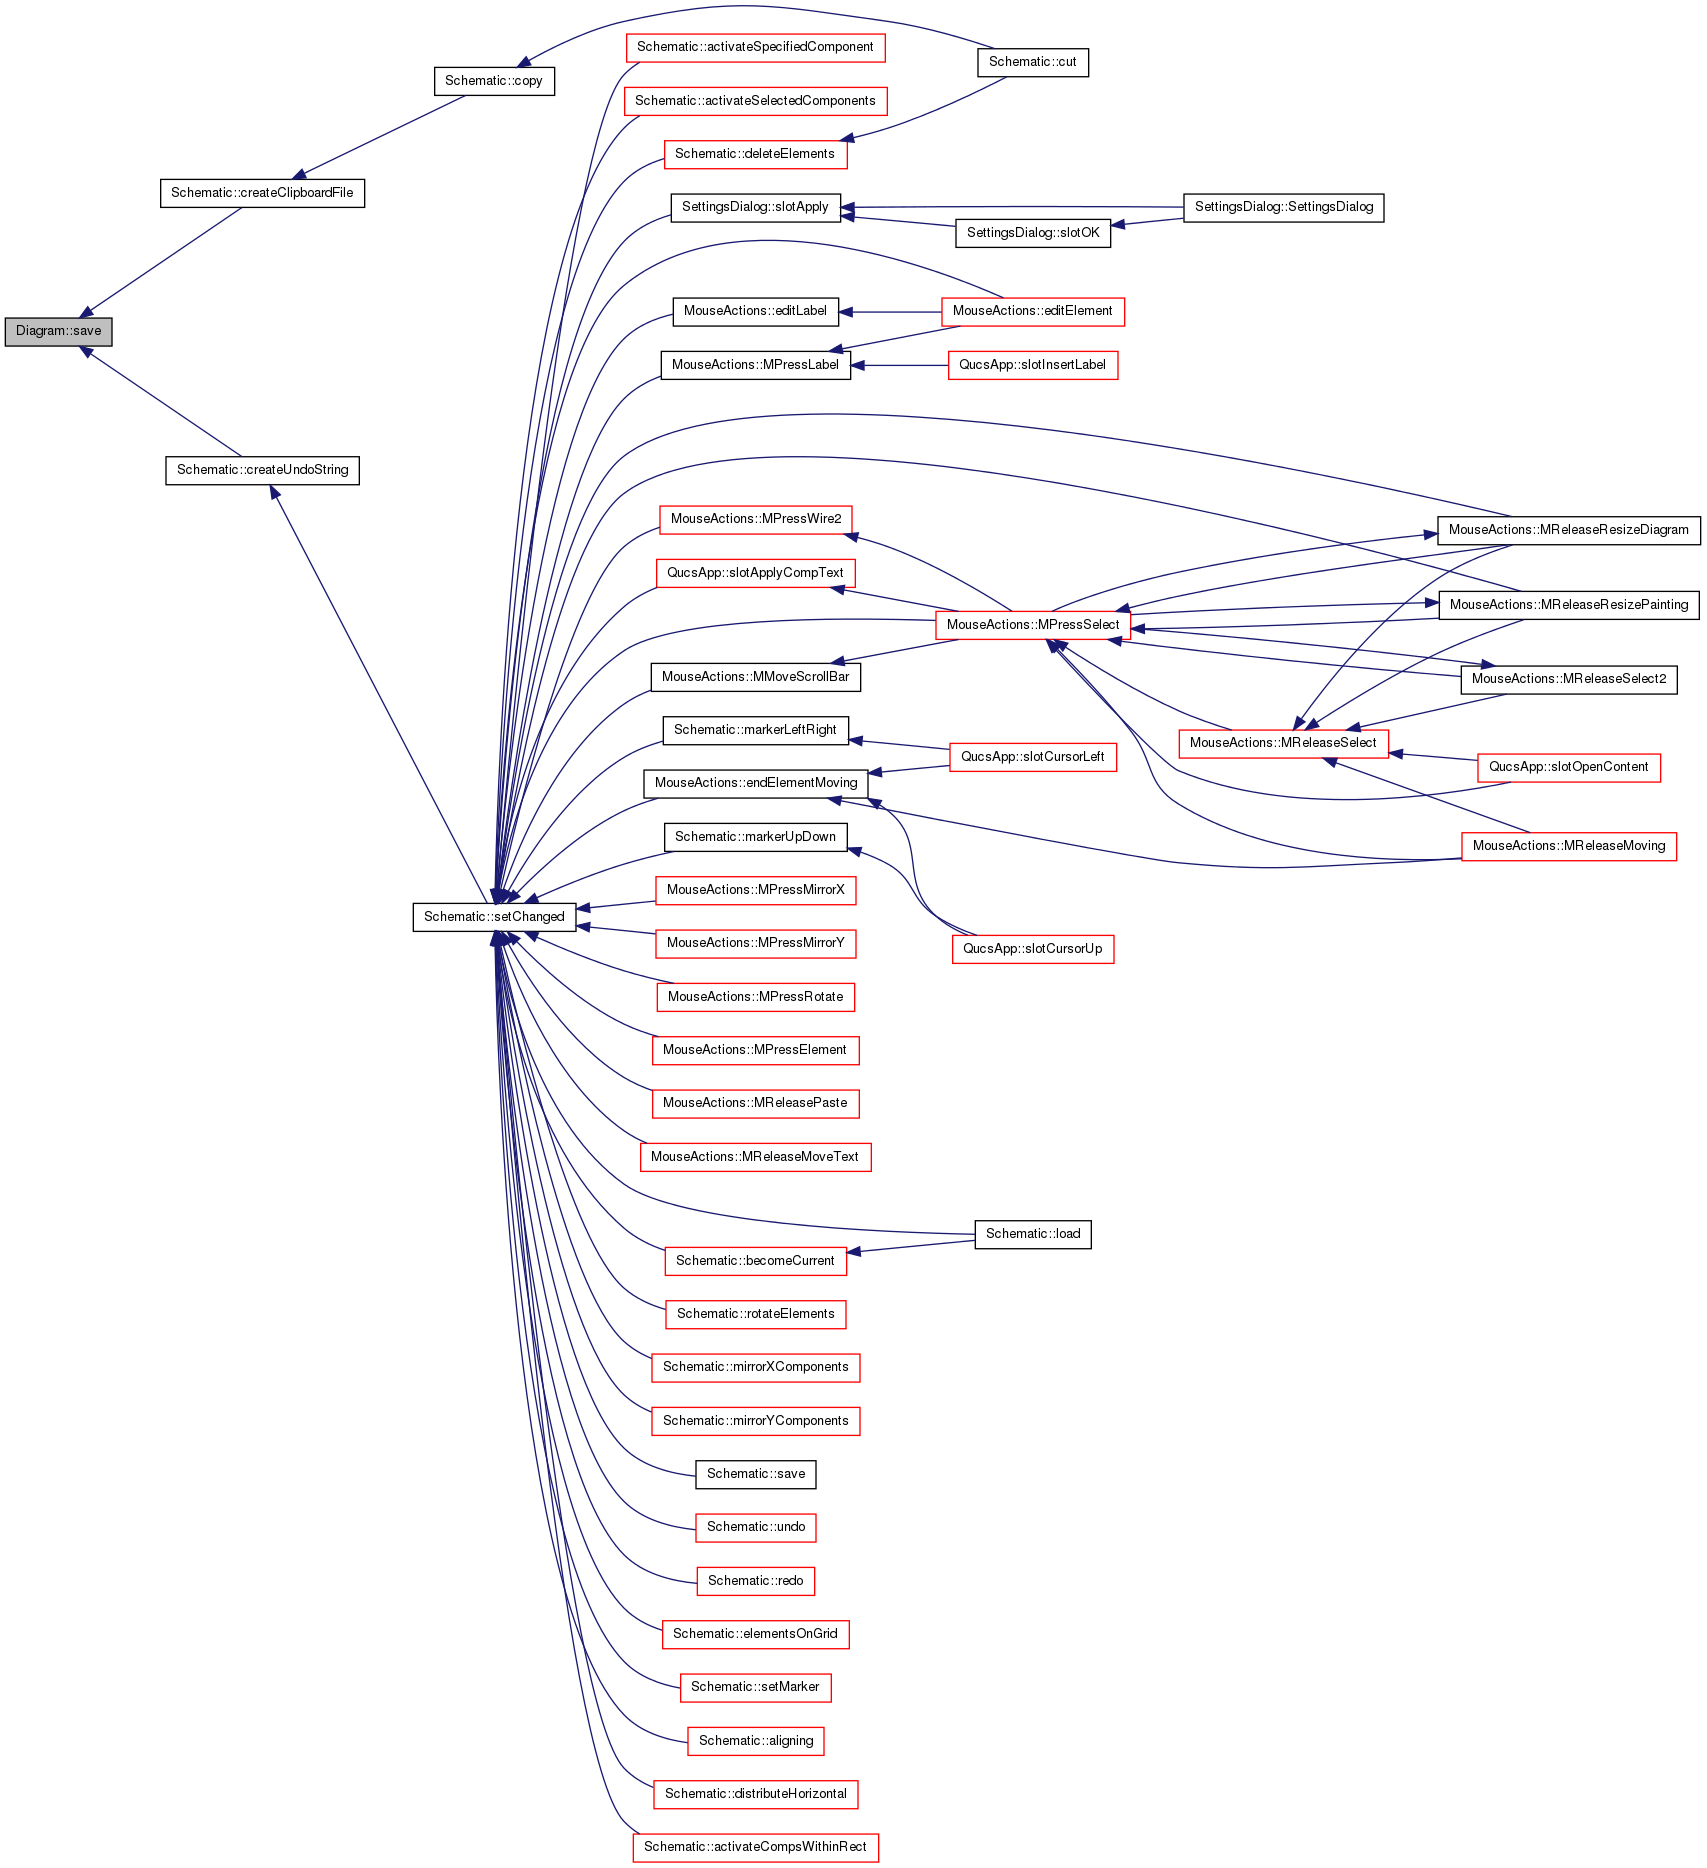 Diagram::save
Schematic::createClipboardFile
Schematic::createUndoString
Schematic::copy
Schematic::setChanged
Schematic::activateSpecifiedComponent
Schematic::activateSelectedComponents
Schematic::deleteElements
Schematic::cut
SettingsDialog::slotApply
SettingsDialog::SettingsDialog
SettingsDialog::slotOK
MouseActions::editLabel
MouseActions::editElement
MouseActions::MPressLabel
QucsApp::slotInsertLabel
MouseActions::MPressWire2
QucsApp::slotApplyCompText
MouseActions::MPressSelect
MouseActions::MMoveScrollBar
MouseActions::MReleaseResizeDiagram
MouseActions::MReleaseResizePainting
MouseActions::MReleaseSelect2
MouseActions::MReleaseSelect
QucsApp::slotOpenContent
MouseActions::MReleaseMoving
Schematic::markerLeftRight
QucsApp::slotCursorLeft
MouseActions::endElementMoving
Schematic::markerUpDown
QucsApp::slotCursorUp
MouseActions::MPressMirrorX
MouseActions::MPressMirrorY
MouseActions::MPressRotate
MouseActions::MPressElement
MouseActions::MReleasePaste
MouseActions::MReleaseMoveText
Schematic::load
Schematic::becomeCurrent
Schematic::rotateElements
Schematic::mirrorXComponents
Schematic::mirrorYComponents
Schematic::save
Schematic::undo
Schematic::redo
Schematic::elementsOnGrid
Schematic::setMarker
Schematic::aligning
Schematic::distributeHorizontal
Schematic::activateCompsWithinRect